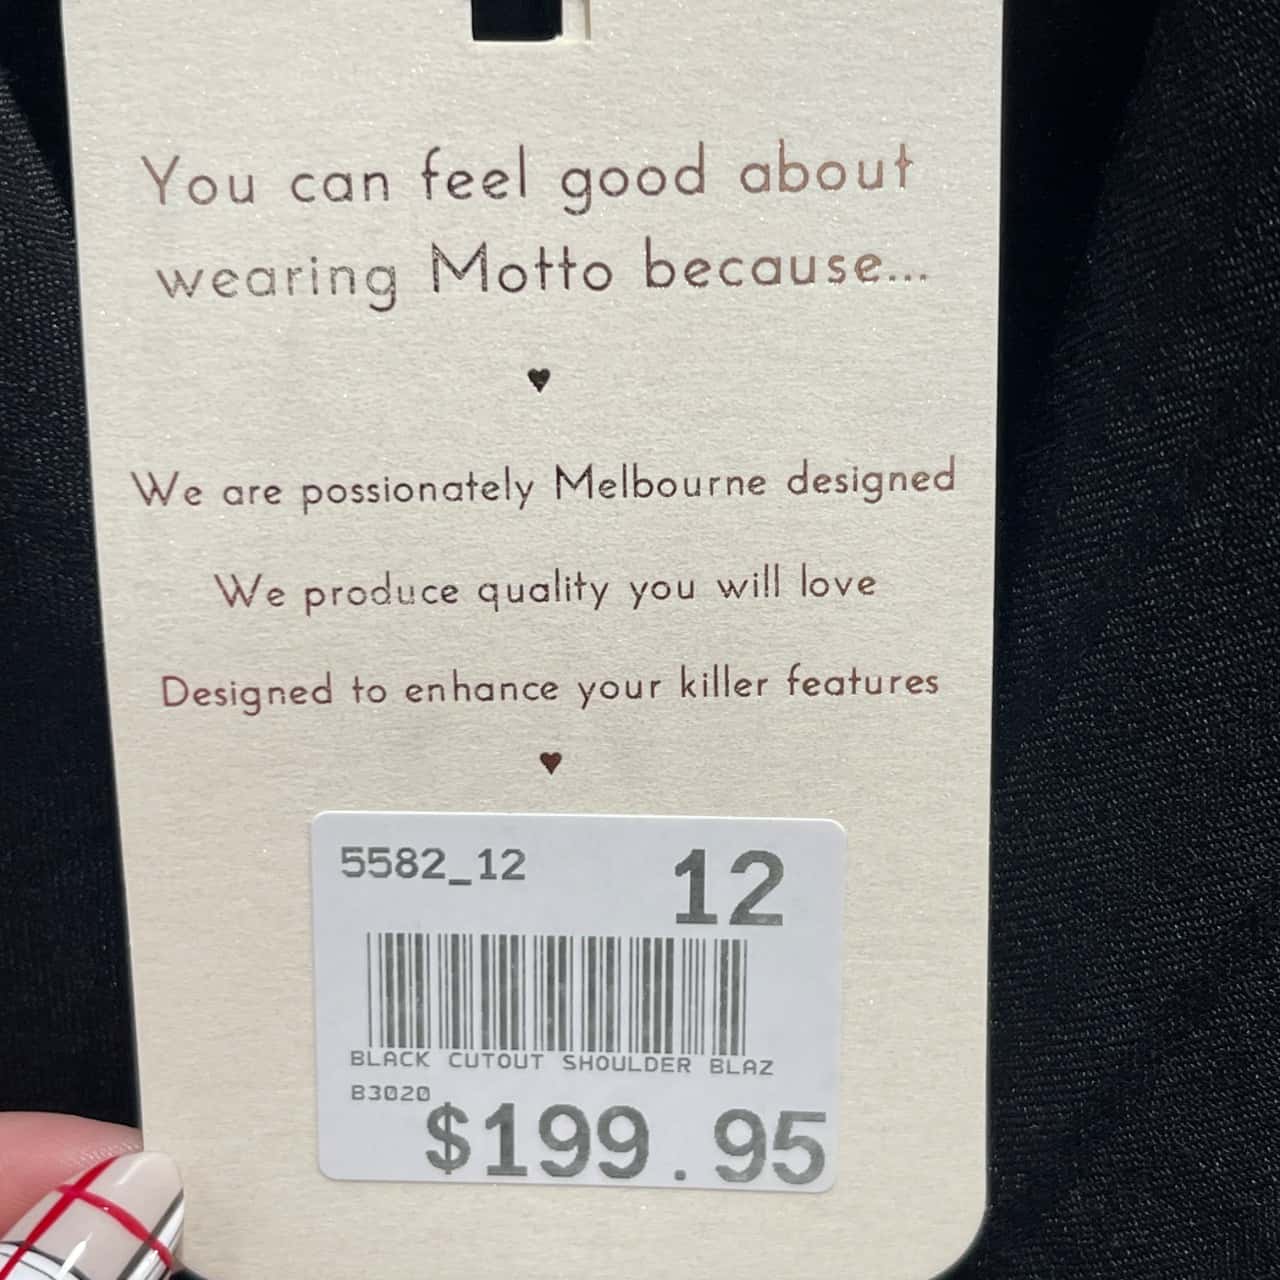 You can feel good about
wearing Motto because...
We are possionately Melbourne designed
We produce quality you will love
Designed to enhance your killer features
5582_12
12
BLACK CUTOUT SHOULDER BLAZ
B3020
$199.95